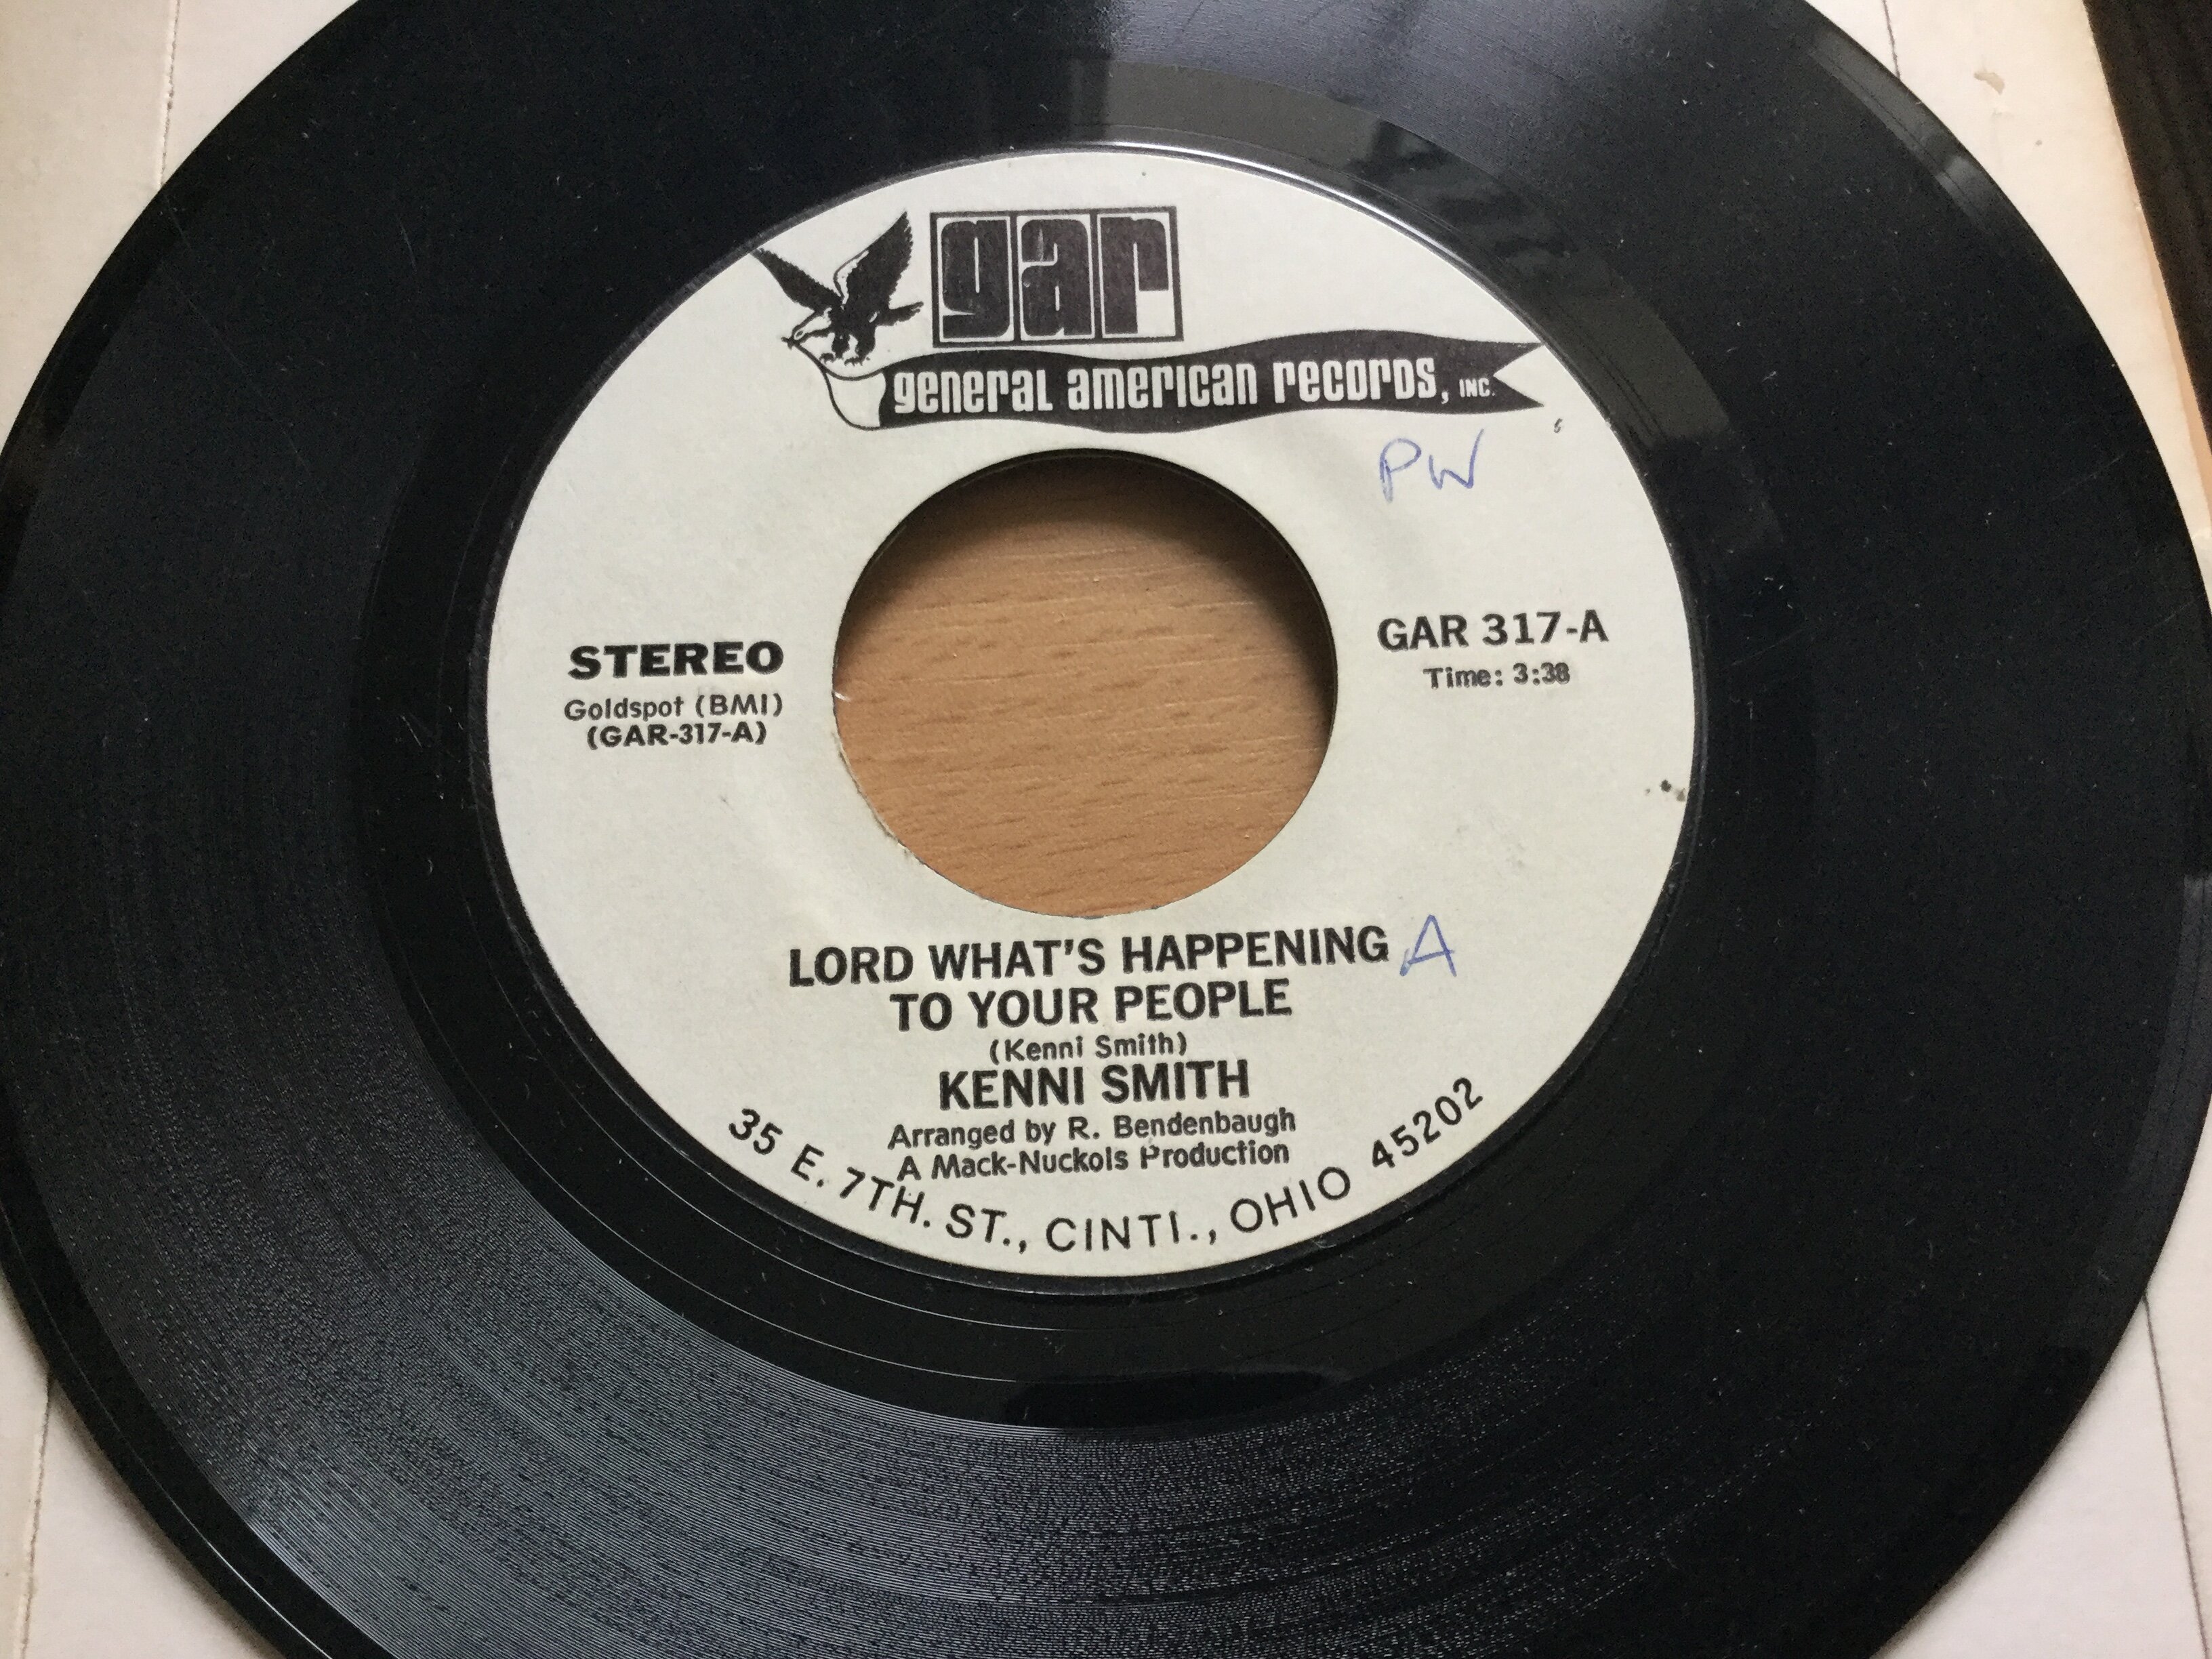 gar
general american records, INC.
PW
STEREO
Goldspot (BMI)
(GAR-317-A)
GAR 317-A
Time: 3:38
LORD WHAT'S HAPPENING A
TO YOUR PEOPLE
(Kenni Smith)
KENNI SMITH
Arranged by R. Bendenbaugh
A Mack-Nuckols Production
35 E. 7TH. ST., CINTI., OHIO 45202